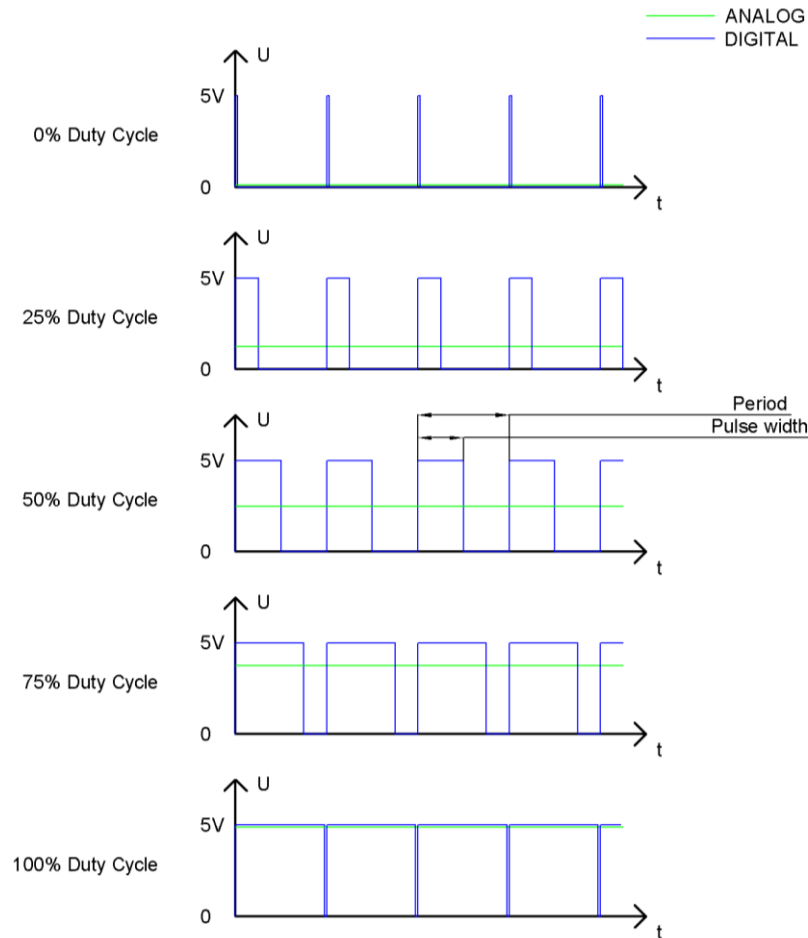 ANALOG
DIGITAL
U
5V
0% Duty Cycle
0
t
U
5V
25% Duty Cycle
0
t
Period
U
Pulse width
5V
50% Duty Cycle
0
t
U
5V
75% Duty Cycle
0
t
U
5V
100% Duty Cycle
0
t